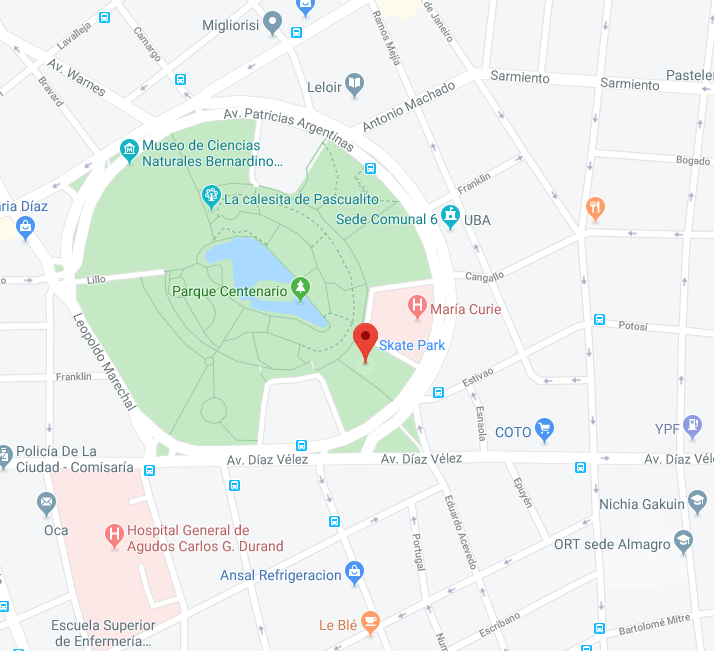 Migliorisi
Lavalleja
Camargo
Ramos Mejía
de Janeiro
Av. Warnes
Bravard
Leloir
Sarmiento
Sarmiento
Pasteler
Antonio Machado
Av. Patricias Argentinas
Museo de Ciencias
Naturales Bernardino...
Bogado
Franklin
La calesita de Pascualito
aria Díaz
Sede Comunal 6
UBA
Lillo
Cangallo
Parque Centenario
María Curie
Potosí
Skate Park
Leopoldo Marechal
Franklin
Estivao
Esnaola
COTO
YPF
Policía De La
Ciudad - Comisaría
Av. Díaz Vélez
Av. Díaz Vélez
Av. Díaz Véle
Oca
Epuyén
Eduardo Acevedo
Nichia Gakuin
Hospital General de
Agudos Carlos G. Durand
Portugal
ORT sede Almagro
Ansal Refrigeracion
Escuela Superior
de Enfermería...
Le Blé
Escribano
Bartolomé Mitre